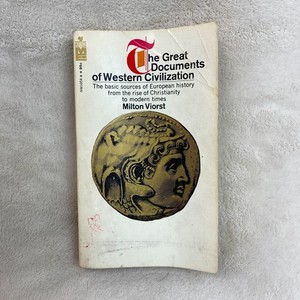 The Great
Documents
of Western Civilization
The basic sources of European history
from the rise of Christianity
to modern times
Milton Viorst